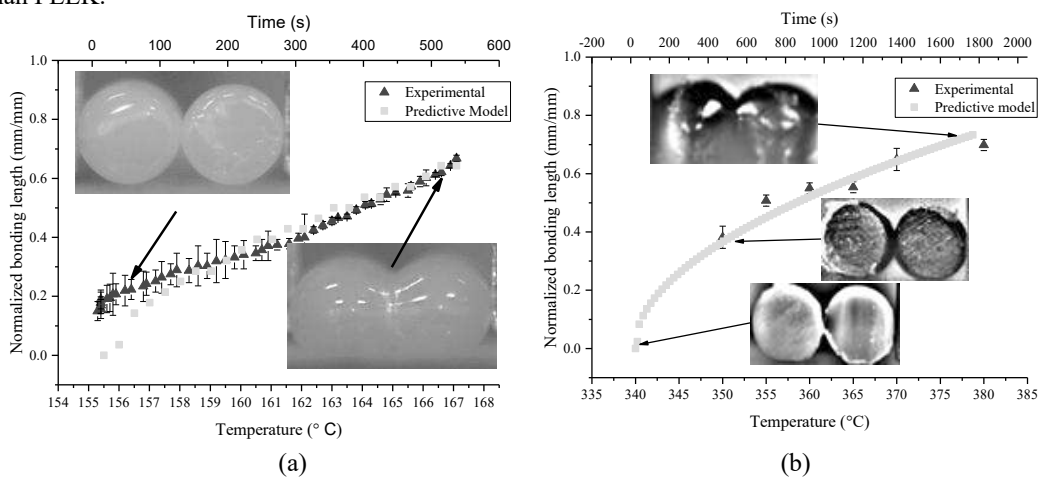 Time (s)
0 100 200 300 400 500 600
1.0
0.8
0.6
0.4
0.2
0.0
Normalized bonding length (mm/mm)
Experimental
Predictive Model
154 155 156 157 158 159 160 161 162 163 164 165 166 167 168
Temperature (° C)
(a)
Time (s)
-200 0 200 400 600 800 1000 1200 1400 1600 1800 2000
1.0
0.8
0.6
0.4
0.2
0.0
Normalized bonding length (mm/mm)
Experimental
Predictive model
335 340 345 350 355 360 365 370 375 380 385
Temperature (°C)
(b)